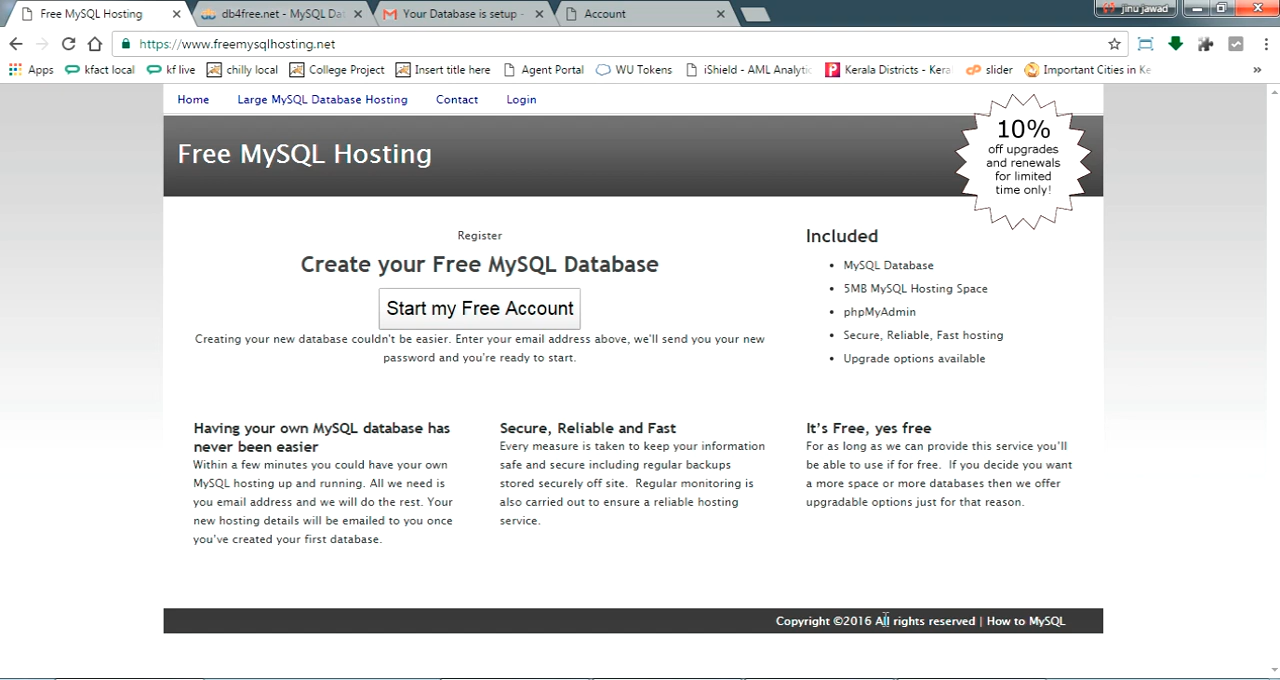 Free MySQL Hosting
db4free.net - MySQL Dat
Your Database is setup -
Account
jinu jawad
https://www.freemysqlhosting.net
Apps
kfact local
kf live
chilly local
College Project
Insert title here
Agent Portal
WU Tokens
iShield - AML Analytic
Kerala Districts - Kera
slider
Important Cities in Ke
»
Home
Large MySQL Database Hosting
Contact
Login
Free MySQL Hosting
10%
off upgrades
and renewals
for limited
time only!
Register
Create your Free MySQL Database
Start my Free Account
Creating your new database couldn't be easier. Enter your email address above, we'll send you your new
password and you're ready to start.
Included
• MySQL Database
• 5MB MySQL Hosting Space
• phpMyAdmin
• Secure, Reliable, Fast hosting
• Upgrade options available
Having your own MySQL database has
never been easier
Within a few minutes you could have your own
MySQL hosting up and running. All we need is
you email address and we will do the rest. Your
new hosting details will be emailed to you once
you've created your first database.
Secure, Reliable and Fast
Every measure is taken to keep your information
safe and secure including regular backups
stored securely off site. Regular monitoring is
also carried out to ensure a reliable hosting
service.
It's Free, yes free
For as long as we can provide this service you'll
be able to use if for free. If you decide you want
a more space or more databases then we offer
upgradable options just for that reason.
Copyright ©2016 All rights reserved | How to MySQL